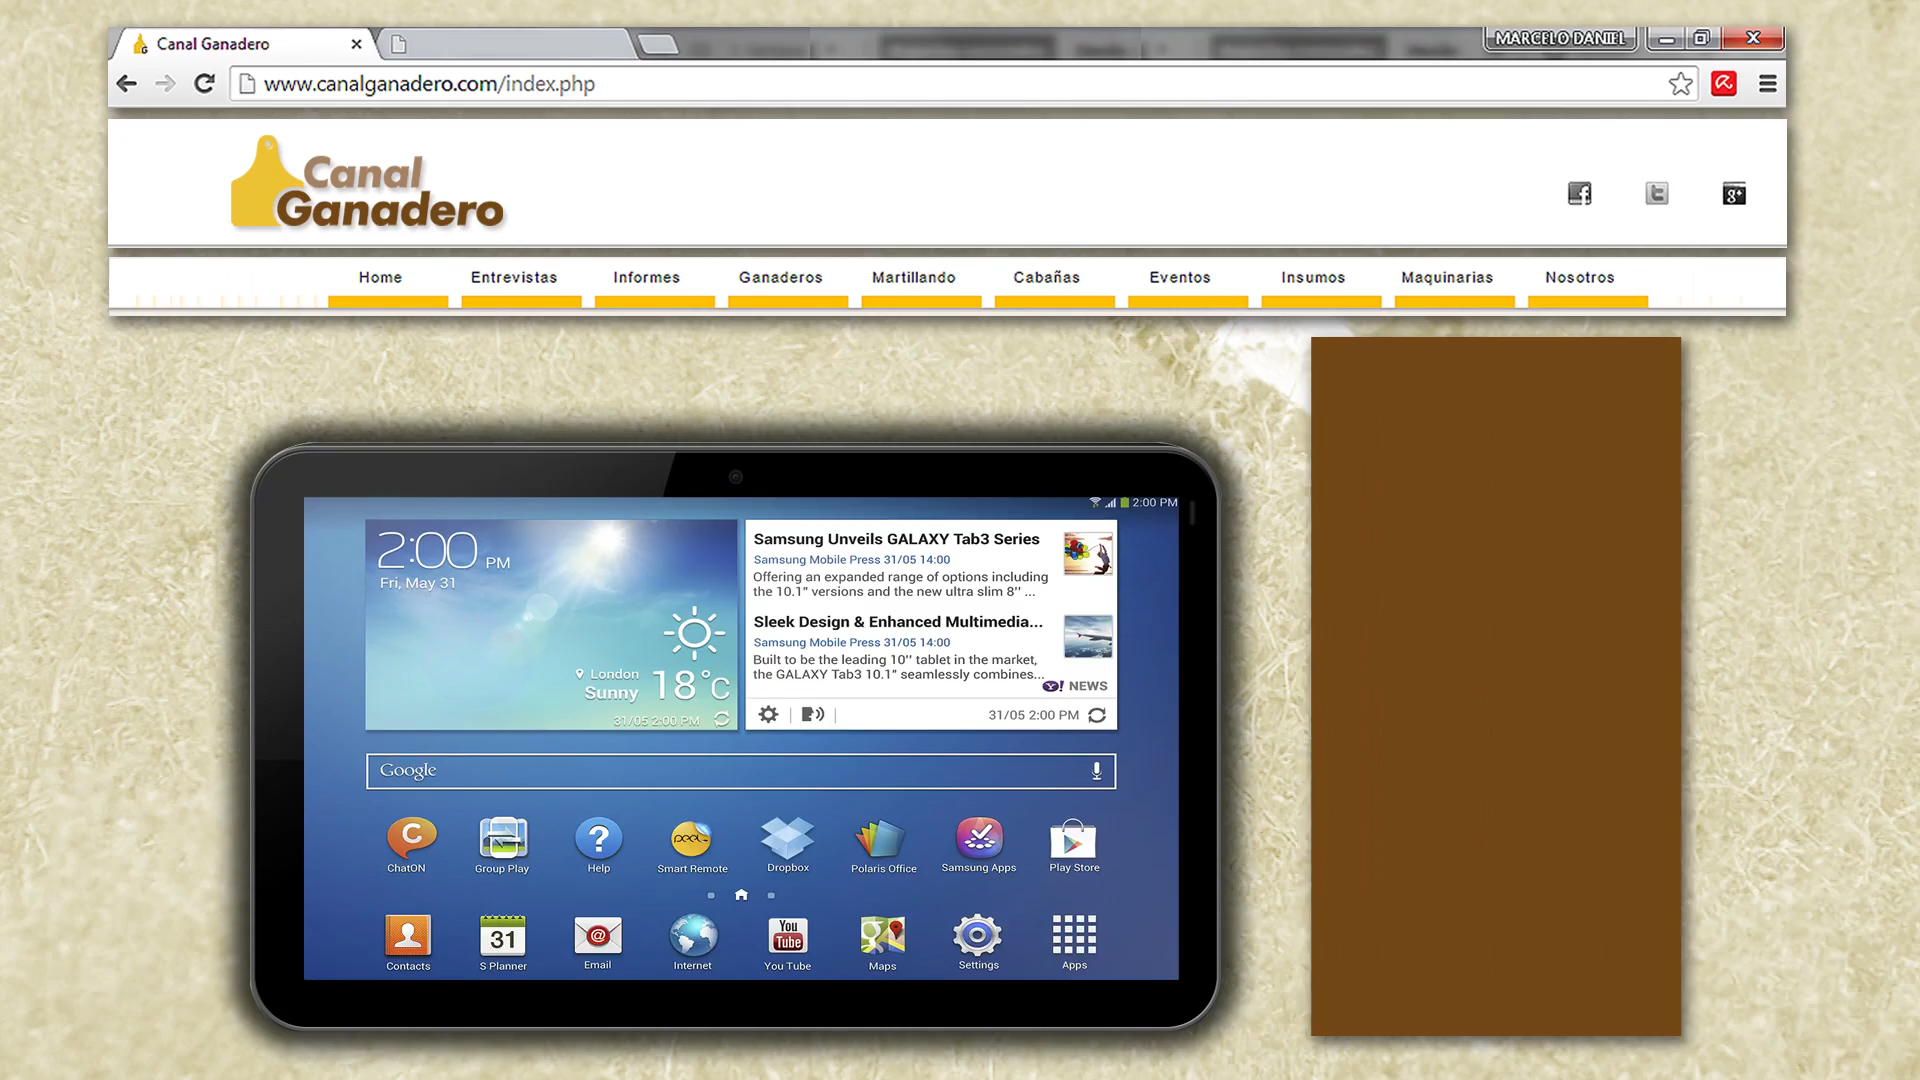 Canal Ganadero
MARCELO DANIEL
www.canalganadero.com/index.php
Canal
Ganadero
Home Entrevistas Informes Ganaderos Martillando Cabañas Eventos Insumos Maquinarias Nosotros
2:00 PM
2:00 PM
Fri, May 31
London
Sunny 18°C
31/05 2:00 PM
Samsung Unveils GALAXY Tab3 Series
Samsung Mobile Press 31/05 14:00
Offering an expanded range of options including
the 10.1" versions and the new ultra slim 8'' ...
Sleek Design & Enhanced Multimedia...
Samsung Mobile Press 31/05 14:00
Built to be the leading 10'' tablet in the market,
the GALAXY Tab3 10.1" seamlessly combines...
Y! NEWS
31/05 2:00 PM
Google
ChatON Group Play Help Smart Remote Dropbox Polaris Office Samsung Apps Play Store
Contacts S Planner Email Internet You Tube Maps Settings Apps